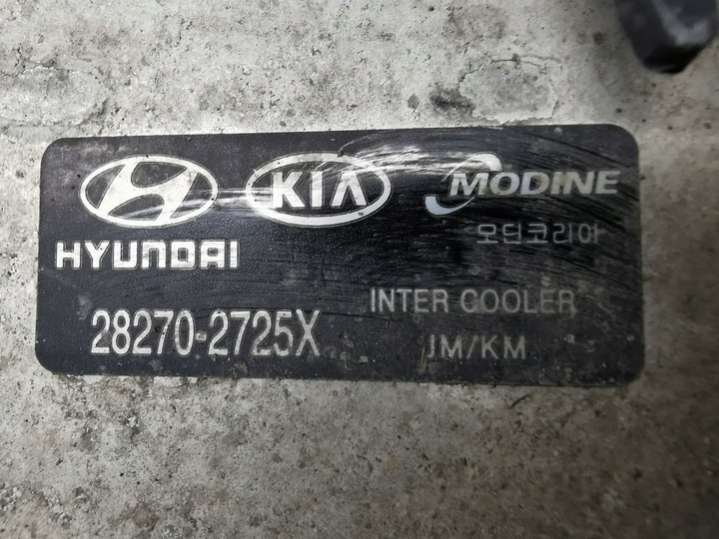 KIA MODINE
HYUNDAI 모딘코리아
28270-2725X INTER COOLER
JM/KM